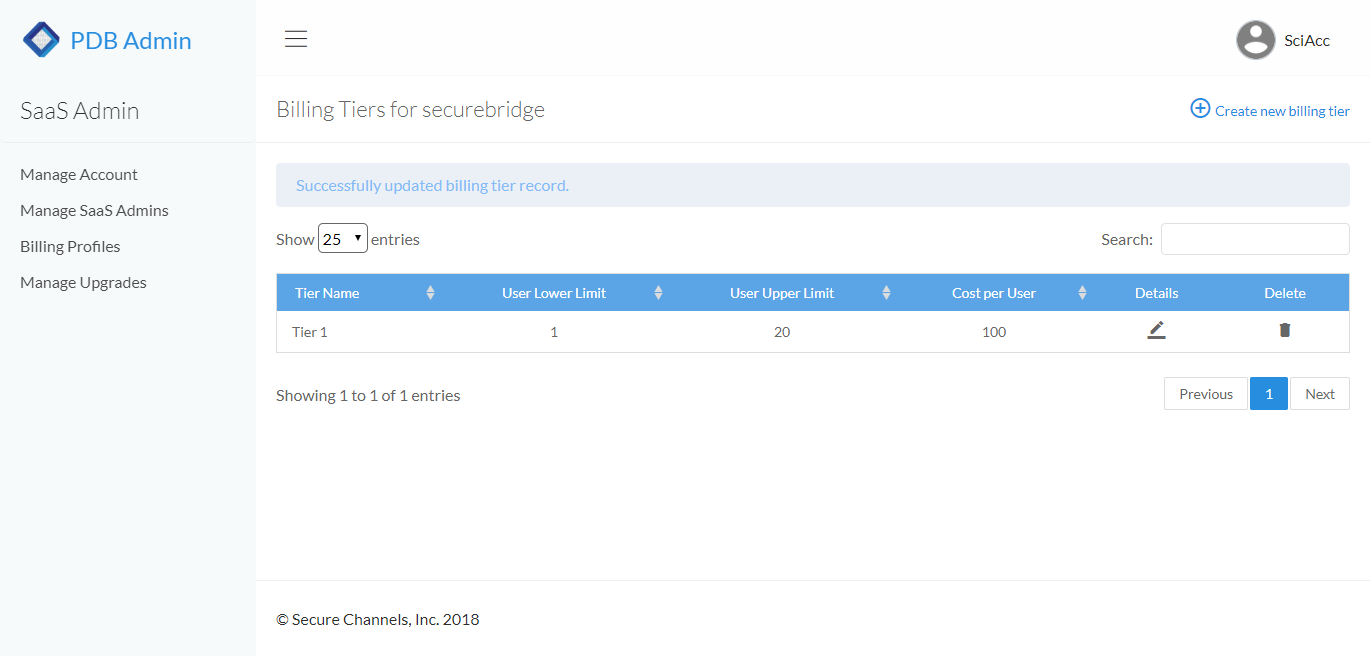 PDB Admin
SciAcc
SaaS Admin
Billing Tiers for securebridge
Create new billing tier
Manage Account
Manage SaaS Admins
Billing Profiles
Manage Upgrades
Successfully updated billing tier record.
Show 25 entries
Search:
Tier Name User Lower Limit User Upper Limit Cost per User Details Delete
Tier 1 1 20 100
Showing 1 to 1 of 1 entries
Previous 1 Next
© Secure Channels, Inc. 2018